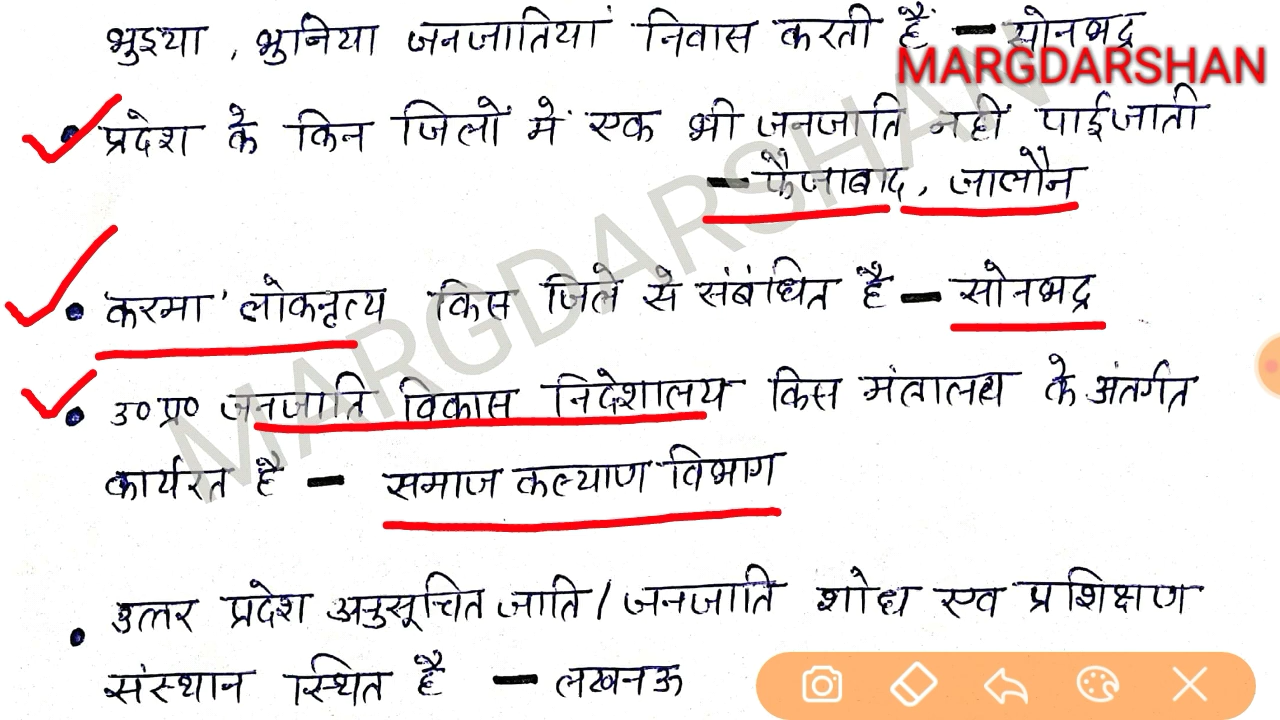 भुइया , भुनिया जनजातियां निवास करती हैं - सोनभद्र
MARGDARSHAN
• प्रदेश के किन जिलों में एक भी जनजाति नहीं पाईजाती
- फैजाबाद , जालौन
• करमा' लोकनृत्य किस जिले से संबंधित है - सोनभद्र
• उ०प्र० जनजाति विकास निदेशालय किस मंत्रालय के अंतर्गत
कार्यरत है - समाज कल्याण विभाग
• उत्तर प्रदेश अनुसूचित जाति / जनजाति शोध एव प्रशिक्षण
संस्थान स्थित है - लखनऊ
MARGDARSHAN